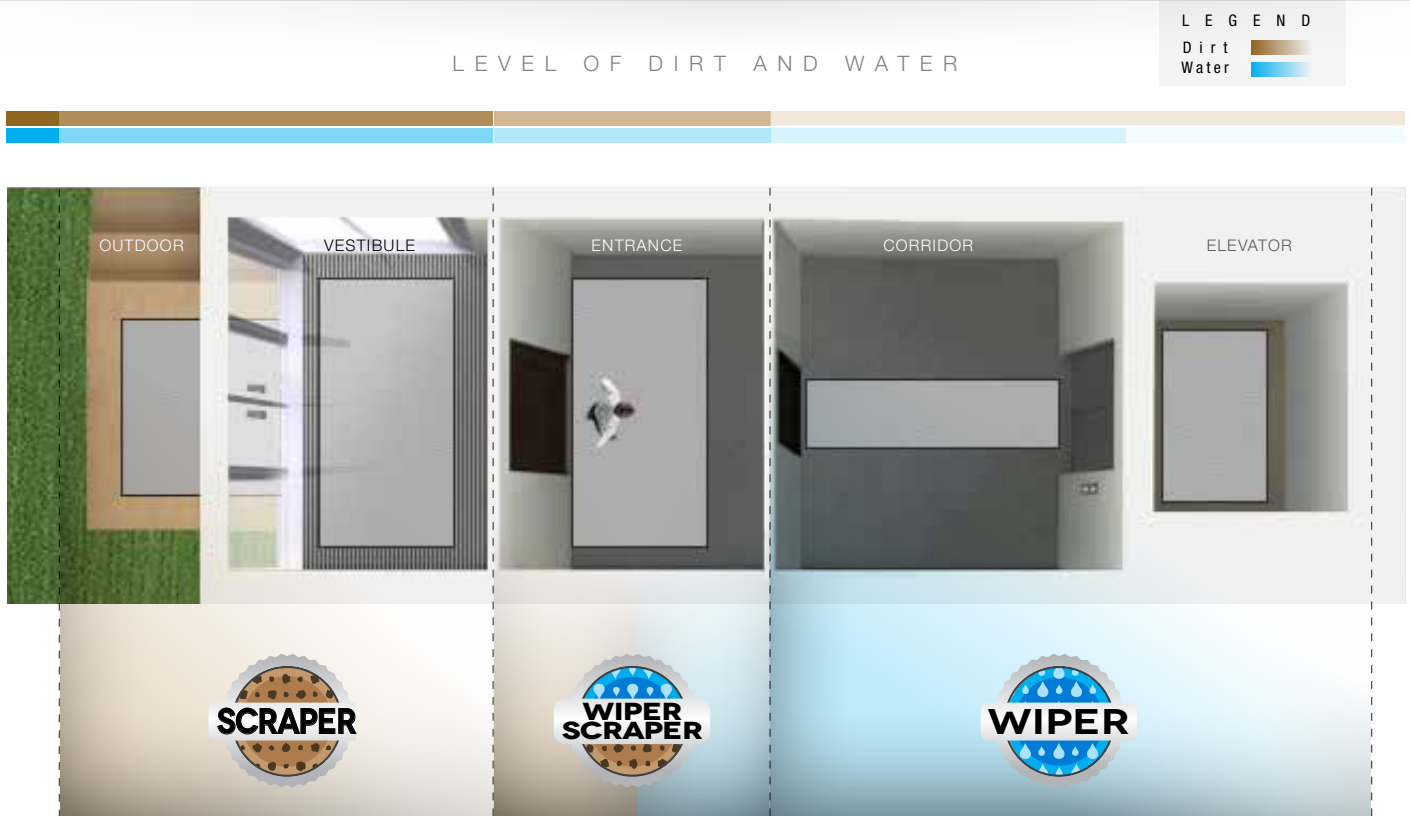 LEGEND
Dirt
Water
LEVEL OF DIRT AND WATER
OUTDOOR
VESTIBULE
ENTRANCE
CORRIDOR
ELEVATOR
SCRAPER
WIPER
SCRAPER
WIPER